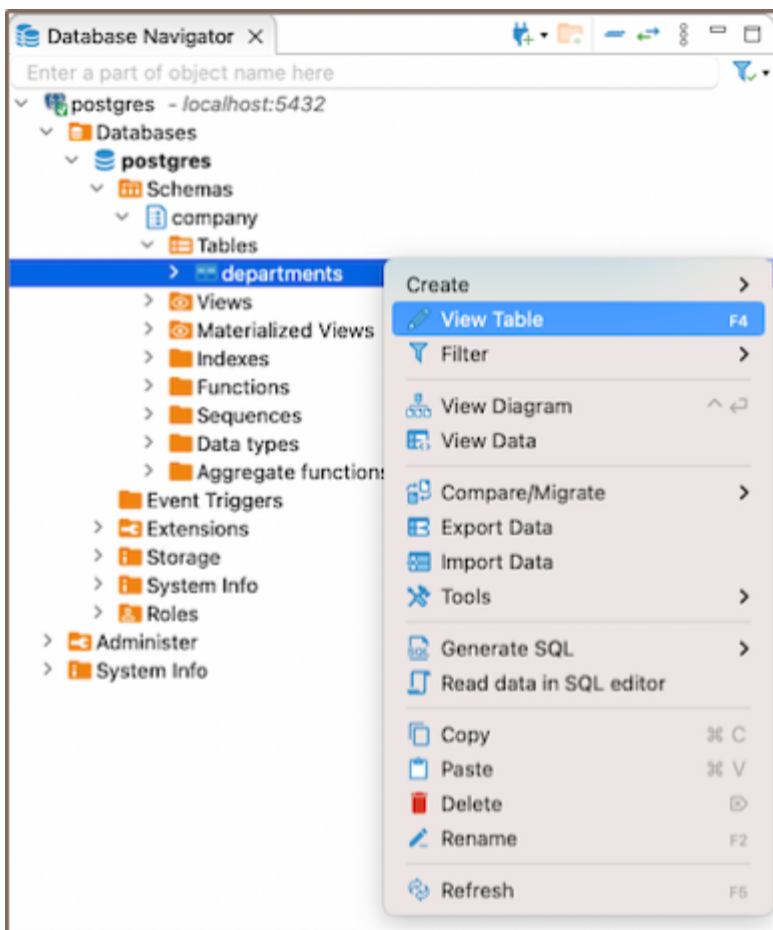 Database Navigator
Enter a part of object name here
postgres - localhost:5432
Databases
postgres
Schemas
company
Tables
departments
Views
Materialized Views
Indexes
Functions
Sequences
Data types
Aggregate functions
Event Triggers
Extensions
Storage
System Info
Roles
Administer
System Info
Create
View Table F4
Filter
View Diagram ^ ↩
View Data
Compare/Migrate
Export Data
Import Data
Tools
Generate SQL
Read data in SQL editor
Copy ⌘ C
Paste ⌘ V
Delete ⌦
Rename F2
Refresh F5